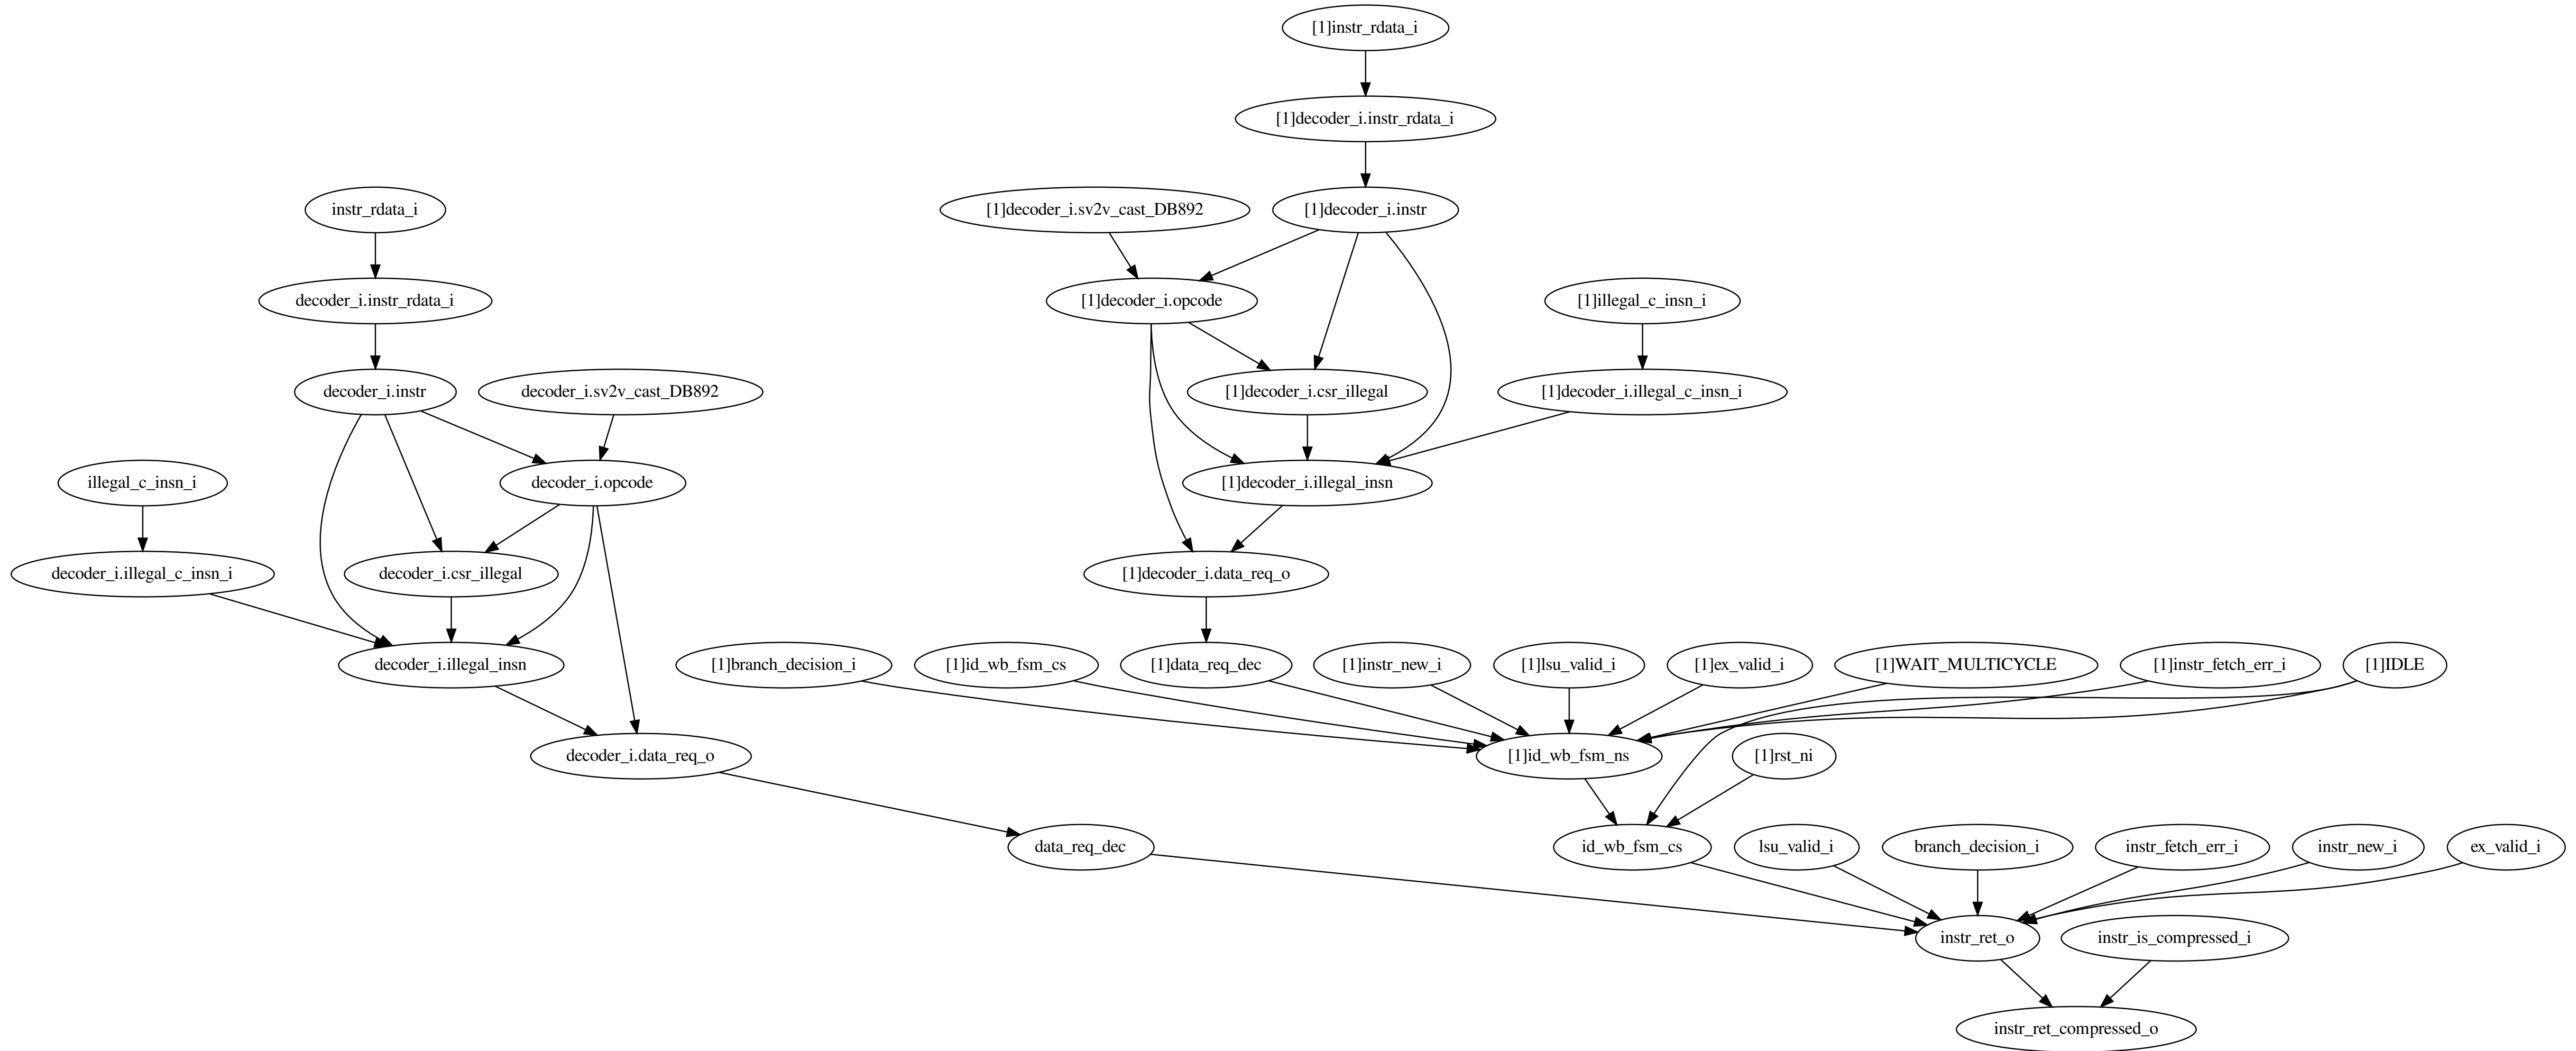 [1]instr_rdata_i
[1]decoder_i.instr_rdata_i
instr_rdata_i
[1]decoder_i.sv2v_cast_DB892
[1]decoder_i.instr
decoder_i.instr_rdata_i
[1]decoder_i.opcode
[1]illegal_c_insn_i
decoder_i.instr
decoder_i.sv2v_cast_DB892
[1]decoder_i.csr_illegal
[1]decoder_i.illegal_c_insn_i
illegal_c_insn_i
decoder_i.opcode
[1]decoder_i.illegal_insn
decoder_i.illegal_c_insn_i
decoder_i.csr_illegal
[1]decoder_i.data_req_o
decoder_i.illegal_insn
[1]branch_decision_i
[1]id_wb_fsm_cs
[1]data_req_dec
[1]instr_new_i
[1]lsu_valid_i
[1]ex_valid_i
[1]WAIT_MULTICYCLE
[1]instr_fetch_err_i
[1]IDLE
decoder_i.data_req_o
[1]id_wb_fsm_ns
[1]rst_ni
data_req_dec
id_wb_fsm_cs
lsu_valid_i
branch_decision_i
instr_fetch_err_i
instr_new_i
ex_valid_i
instr_ret_o
instr_is_compressed_i
instr_ret_compressed_o